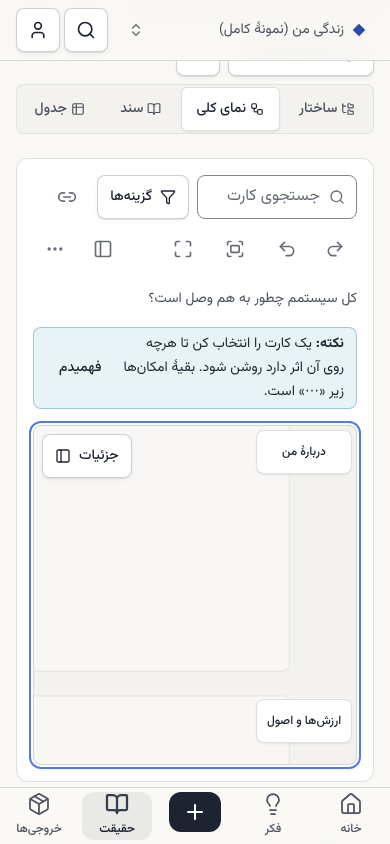 زندگی من (نمونهٔ کامل)
ساختار
نمای کلی
سند
جدول
جستجوی کارت
گزینه‌ها
کل سیستمم چطور به هم وصل است؟
نکته: یک کارت را انتخاب کن تا هرچه
روی آن اثر دارد روشن شود. بقیهٔ امکان‌ها
زیر «⋯» است.
فهمیدم
دربارهٔ من
جزئیات
ارزش‌ها و اصول
خانه
فکر
حقیقت
خروجی‌ها